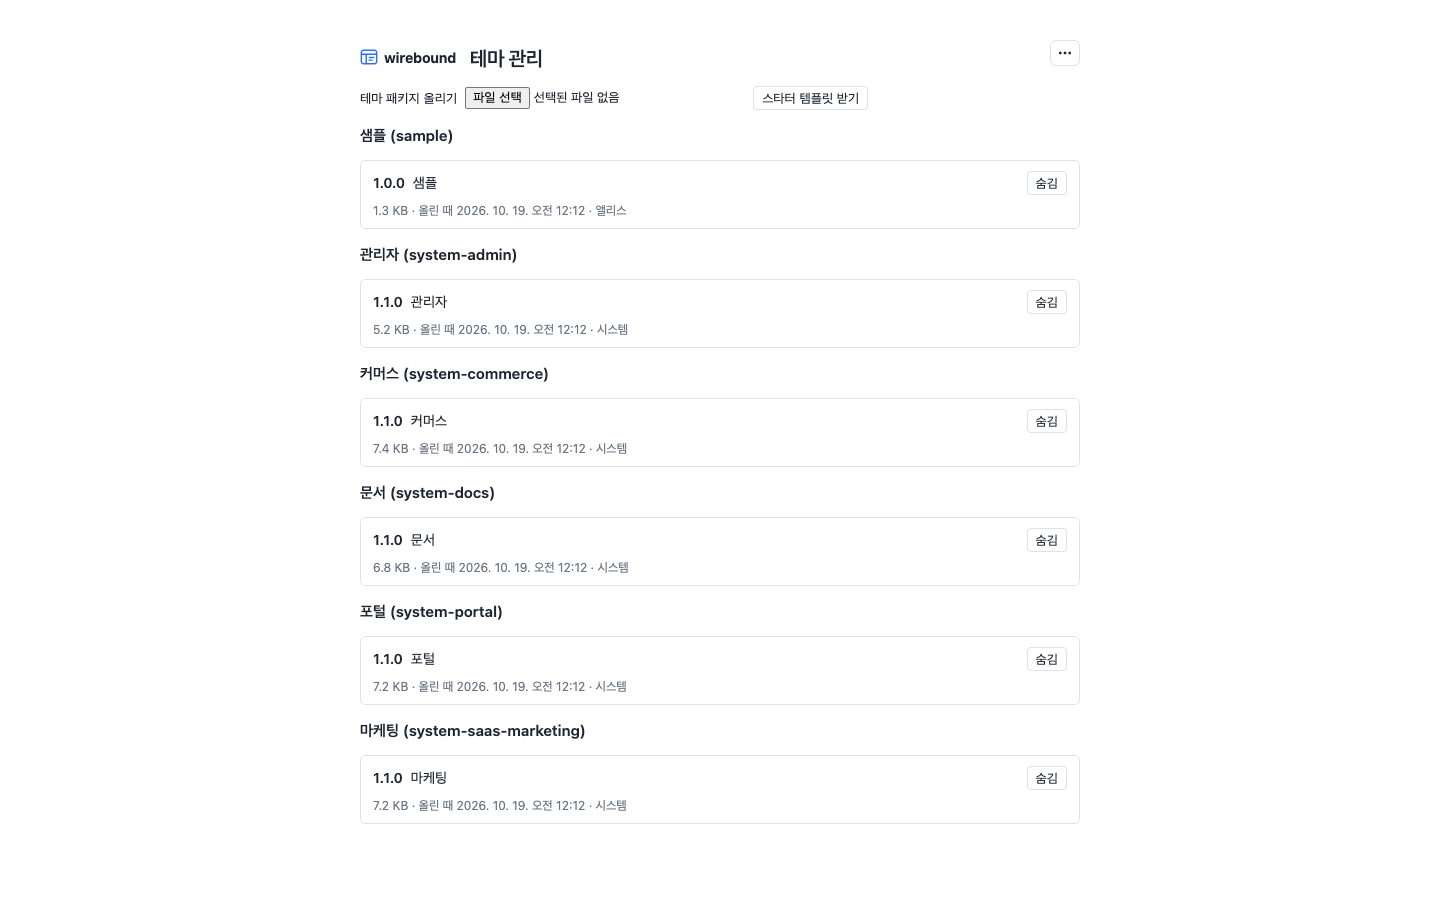 wirebound 테마 관리
테마 패키지 올리기 파일 선택 선택된 파일 없음 스타터 템플릿 받기
샘플 (sample)
1.0.0 샘플 숨김
1.3 KB · 올린 때 2026. 10. 19. 오전 12:12 · 앨리스
관리자 (system-admin)
1.1.0 관리자 숨김
5.2 KB · 올린 때 2026. 10. 19. 오전 12:12 · 시스템
커머스 (system-commerce)
1.1.0 커머스 숨김
7.4 KB · 올린 때 2026. 10. 19. 오전 12:12 · 시스템
문서 (system-docs)
1.1.0 문서 숨김
6.8 KB · 올린 때 2026. 10. 19. 오전 12:12 · 시스템
포털 (system-portal)
1.1.0 포털 숨김
7.2 KB · 올린 때 2026. 10. 19. 오전 12:12 · 시스템
마케팅 (system-saas-marketing)
1.1.0 마케팅 숨김
7.2 KB · 올린 때 2026. 10. 19. 오전 12:12 · 시스템